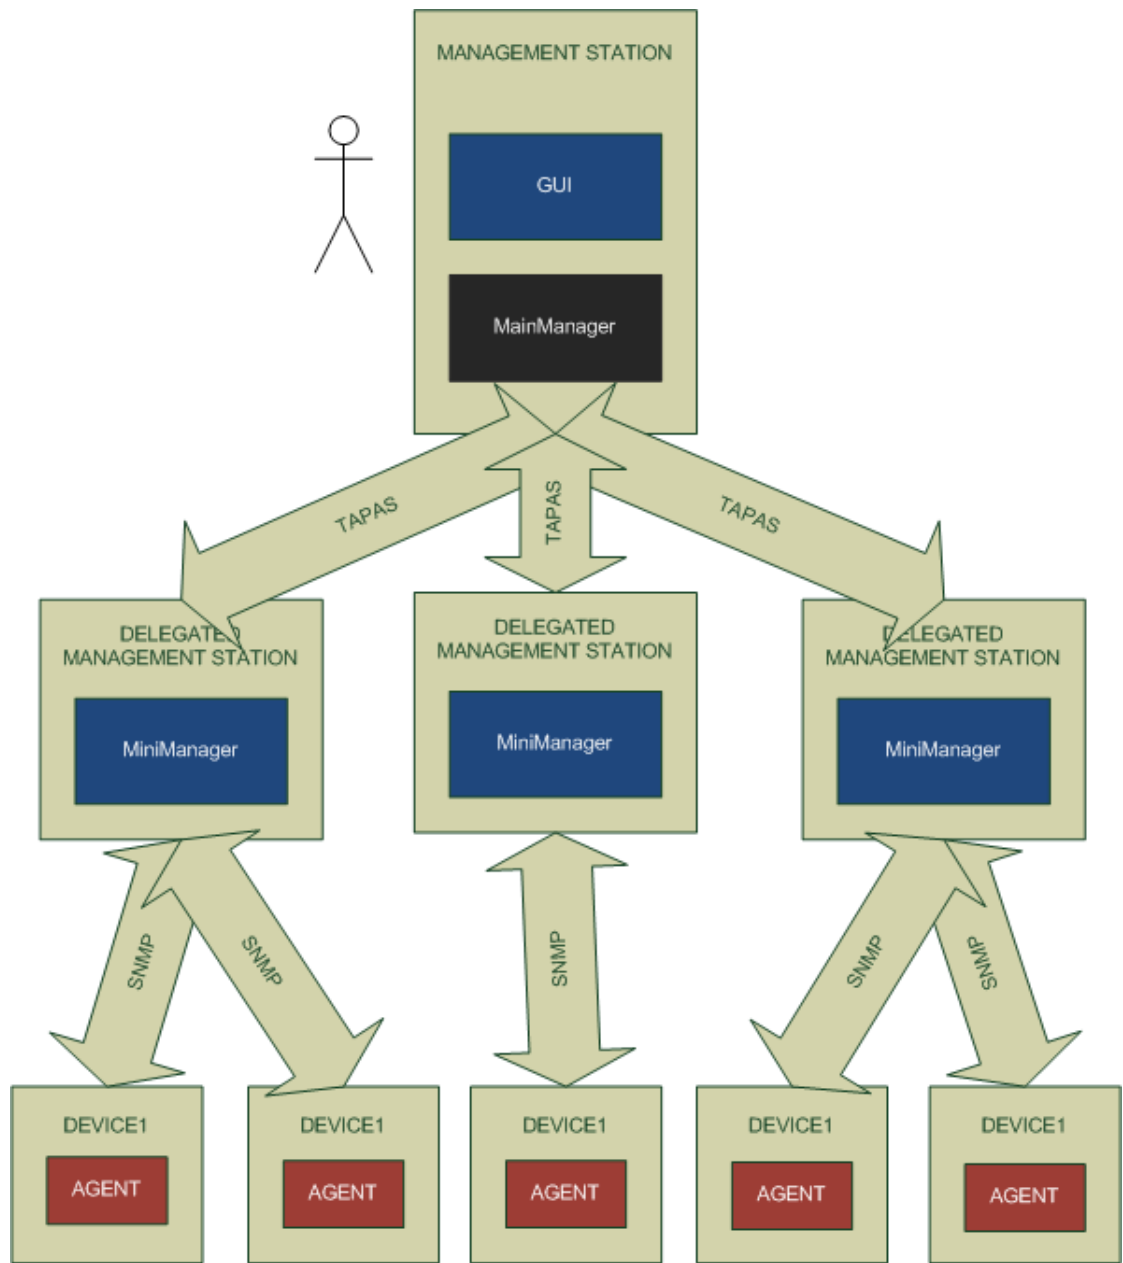 MANAGEMENT STATION
GUI
MainManager
TAPAS
TAPAS
TAPAS
DELEGATED
MANAGEMENT STATION
MiniManager
DELEGATED
MANAGEMENT STATION
MiniManager
DELEGATED
MANAGEMENT STATION
MiniManager
SNMP
SNMP
SNMP
SNMP
SNMP
DEVICE1
AGENT
DEVICE1
AGENT
DEVICE1
AGENT
DEVICE1
AGENT
DEVICE1
AGENT